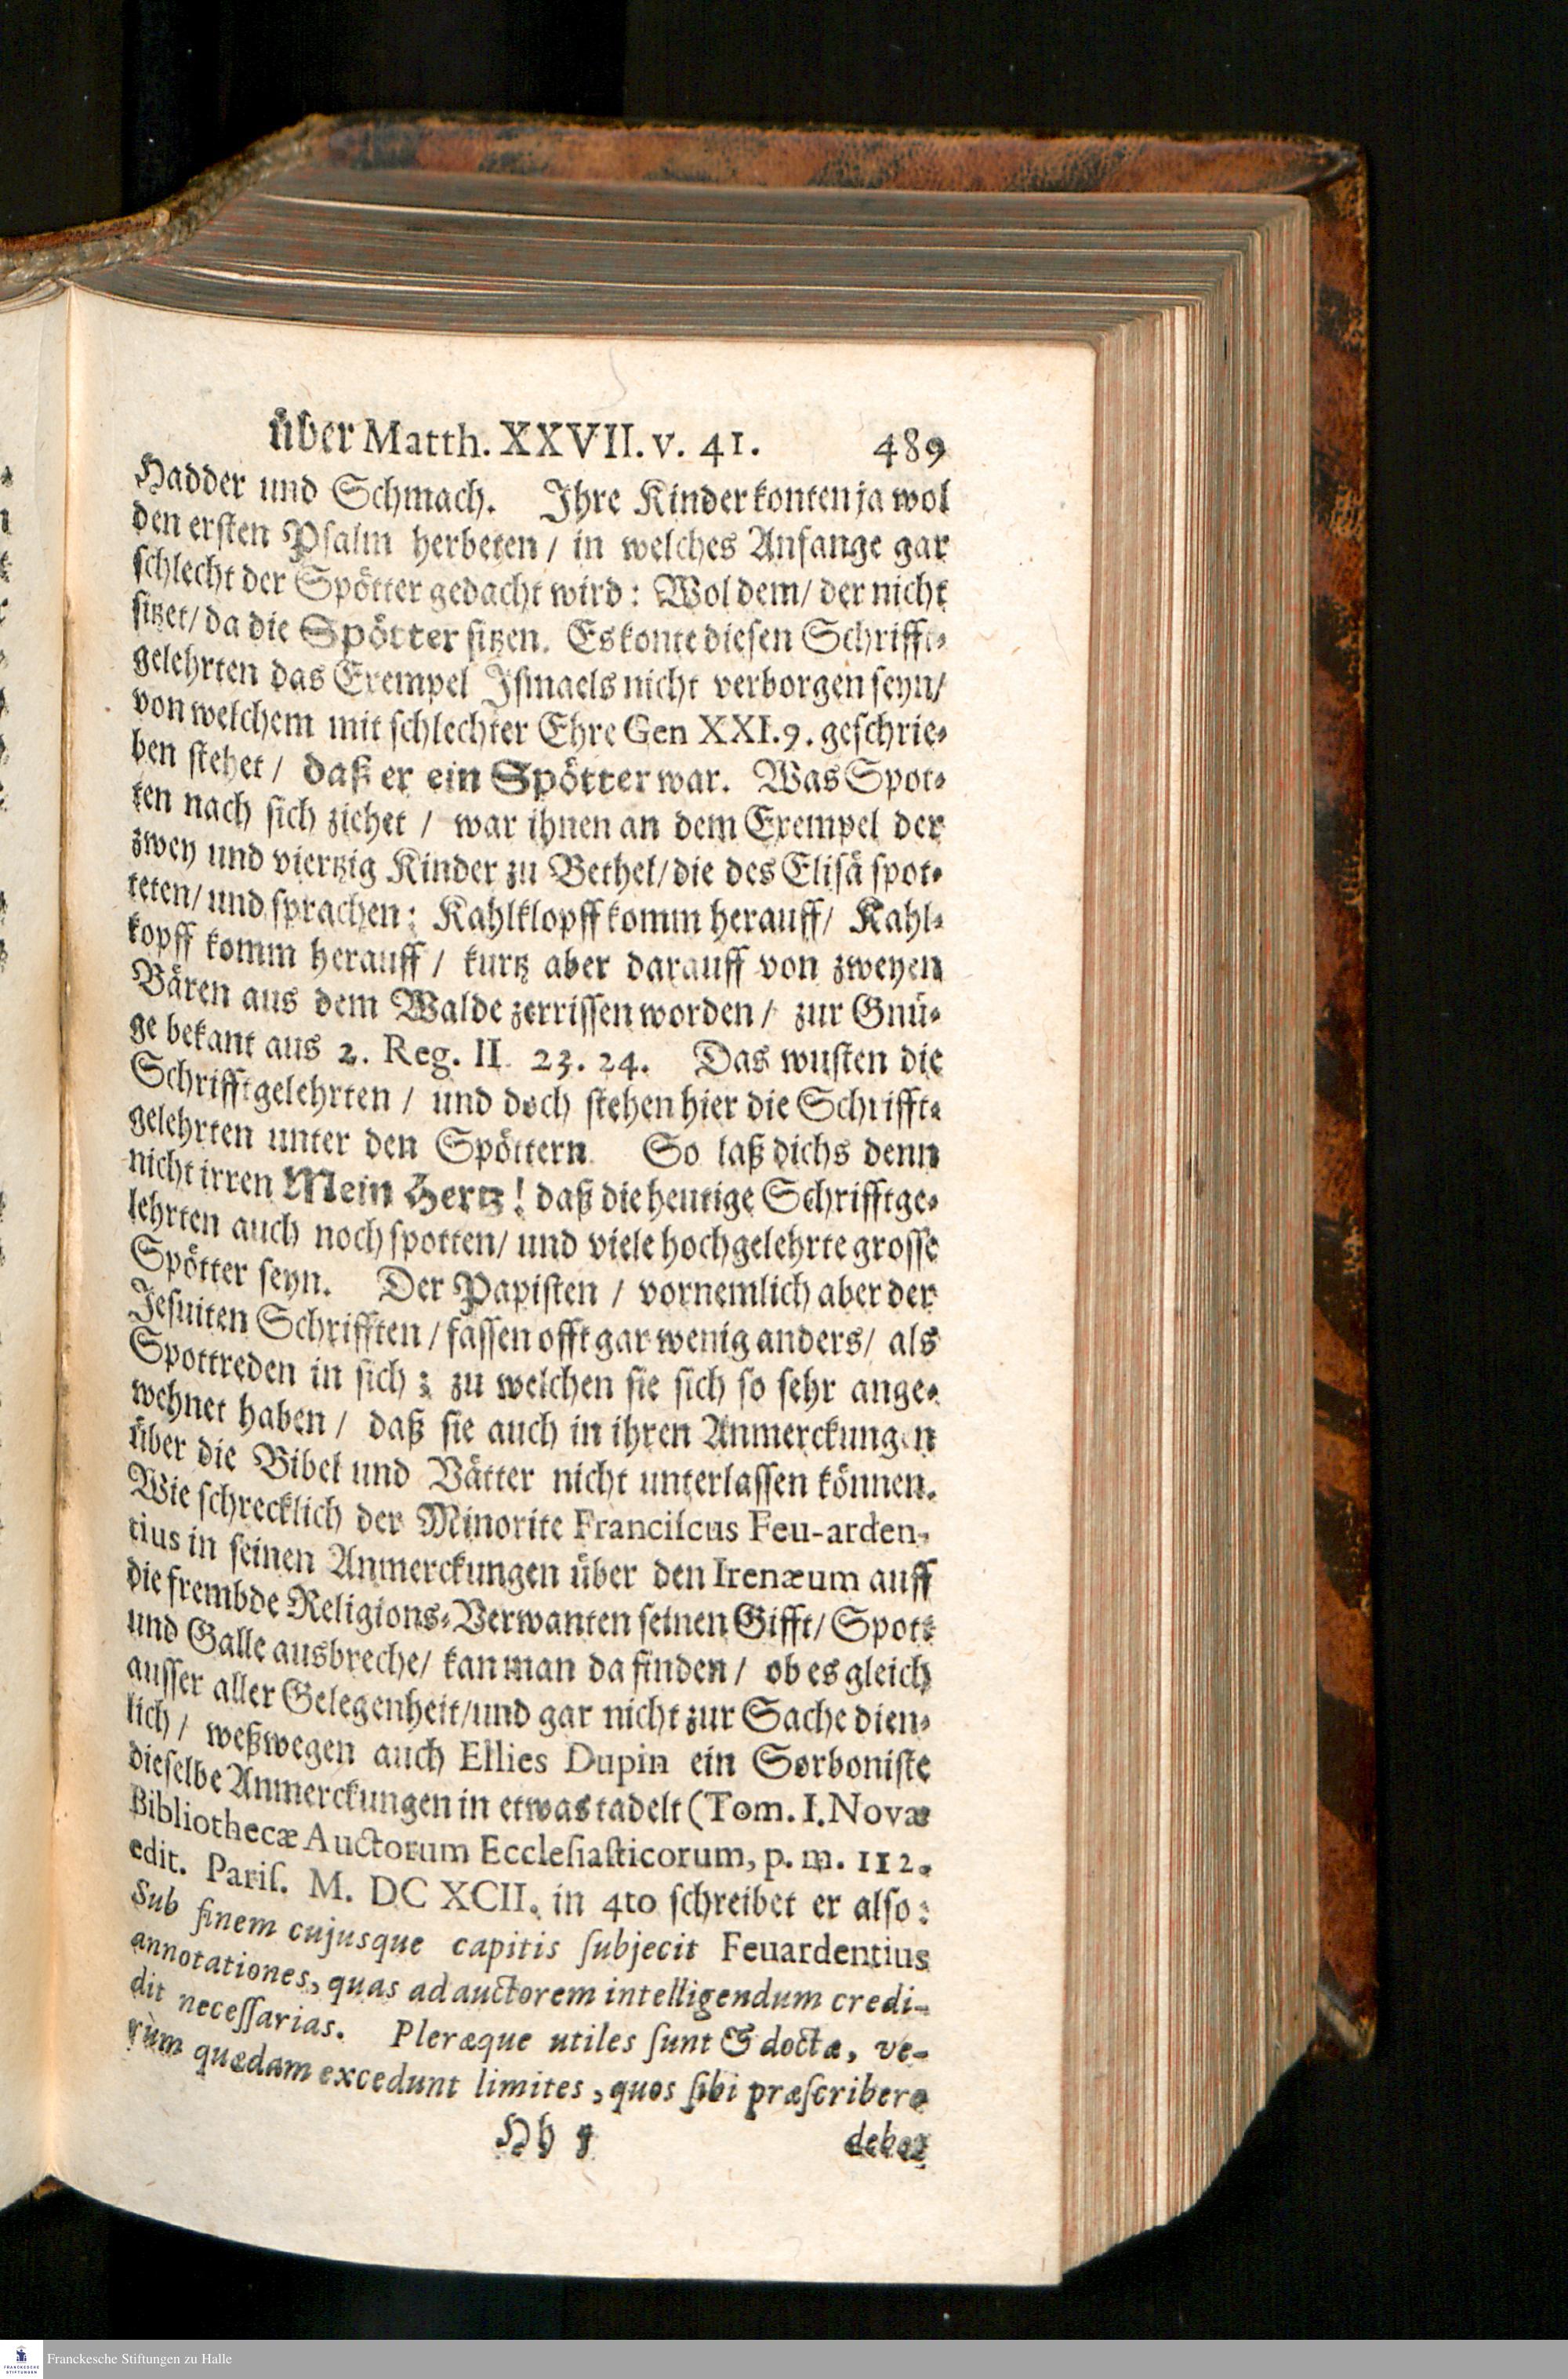 über Matth. XXVII. v. 41. 489
Hadder und Schmach. Ihre Kinder konten ja wol
den ersten Psalm herbeten / in welches Anfange gar
schlecht der Spötter gedacht wird: Wol dem / der nicht
sitzet / da die Spötter sitzen. Es konte diesen Schrifft-
gelehrten das Exempel Ismaels nicht verborgen seyn /
von welchem mit schlechter Ehre Gen XXI. 9. geschrie-
ben stehet / daß er ein Spötter war. Was Spot-
ten nach sich ziehet / war ihnen an dem Exempel der
zwey und viertzig Kinder zu Bethel / die des Elisä spot-
teten / und sprachen: Kahlklopff komm herauff / Kahl-
kopff komm herauff / kurtz aber darauff von zweyen
Bären aus dem Walde zerrissen worden / zur Gnü-
ge bekant aus 2. Reg. II. 23. 24. Das wusten die
Schrifftgelehrten / und doch stehen hier die Schrifft-
gelehrten unter den Spöttern. So laß dichs denn
nicht irren Mein Hertz! daß die heutige Schrifftge-
lehrten auch noch spotten / und viele hochgelehrte grosse
Spötter seyn. Der Papisten / vornemlich aber der
Jesuiten Schrifften / fassen offt gar wenig anders / als
Spottreden in sich; zu welchen sie sich so sehr ange-
wehnet haben / daß sie auch in ihren Anmerckungen
über die Bibel und Vätter nicht unterlassen können.
Wie schrecklich der Minorite Franciscus Feu-arden-
tius in seinen Anmerckungen über den Irenæum auff
die frembde Religions-Verwanten seinen Gifft / Spott
und Galle ausbreche / kan man da finden / ob es gleich
ausser aller Gelegenheit / und gar nicht zur Sache dien-
lich / weßwegen auch Ellies Dupin ein Sorboniste
dieselbe Anmerckungen in etwas tadelt (Tom. I. Novæ
Bibliothecæ Auctorum Ecclesiasticorum, p. m. 112.
edit. Paris. M. DC XCII. in 4to schreibet er also:
Sub finem cujusque capitis subjecit Feuardentius
annotationes, quas ad auctorem intelligendum credi-
dit necessarias. Pleræque utiles sunt & doctæ, ve-
rùm quædam excedunt limites, quos sibi præscribere
Hh 5 debet
Franckesche Stiftungen zu Halle
FRANCKESCHE
STIFTUNGEN